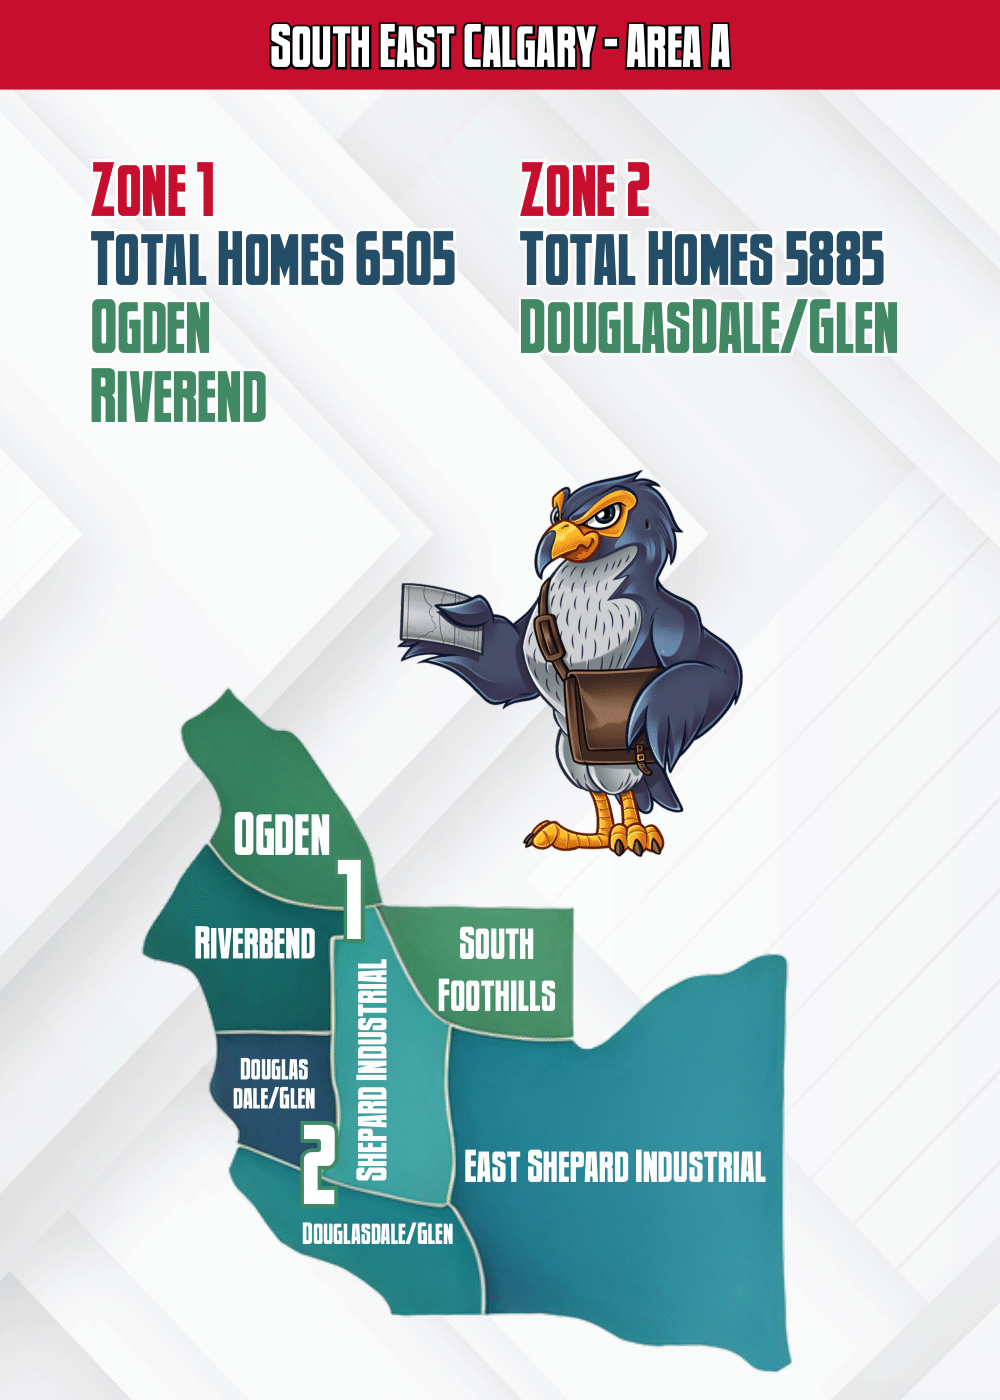 South East Calgary - Area A
Zone 1
Total Homes 6505
Ogden
Riverend
Zone 2
Total Homes 5885
DouglasDale/Glen
Ogden
1
Riverbend
South
Foothills
Shepard Industrial
Douglas
dale/Glen
2
East Shepard Industrial
Douglasdale/Glen